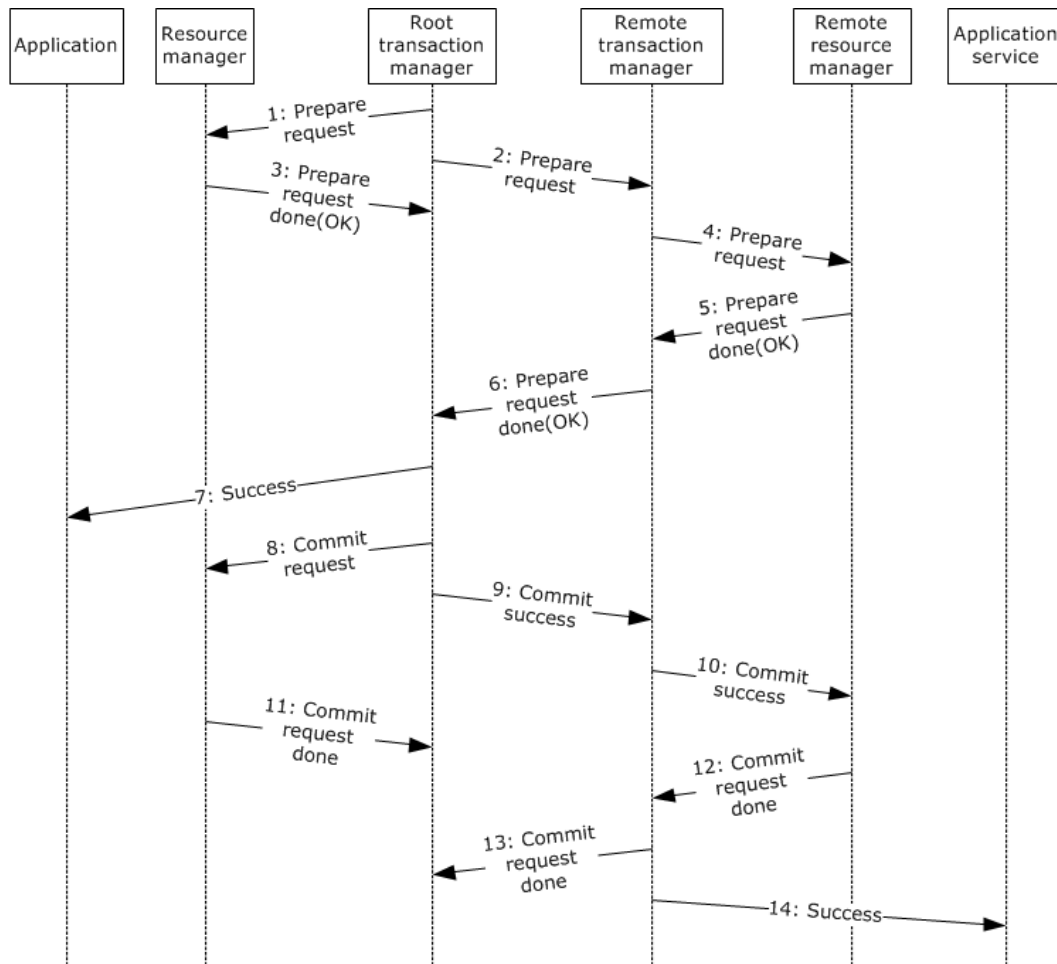 Application
Resource
manager
Root
transaction
manager
Remote
transaction
manager
Remote
resource
manager
Application
service
1: Prepare
request
2: Prepare
request
3: Prepare
request
done(OK)
4: Prepare
request
5: Prepare
request
done(OK)
6: Prepare
request
done(OK)
7: Success
8: Commit
request
9: Commit
success
10: Commit
success
11: Commit
request
done
12: Commit
request
done
13: Commit
request
done
14: Success